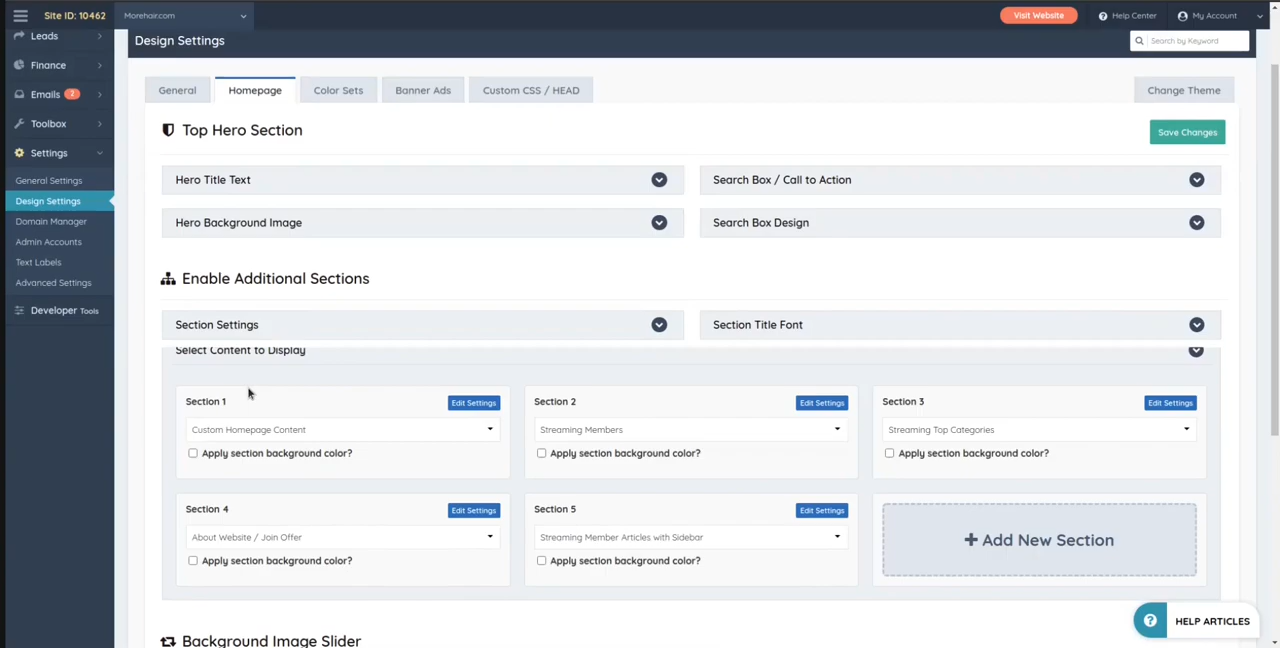 Site ID: 10462
Morehair.com
Visit Website
Help Center
My Account
Leads
Finance
Emails 2
Toolbox
Settings
General Settings
Design Settings
Domain Manager
Admin Accounts
Text Labels
Advanced Settings
Developer Tools
Design Settings
Search by Keyword
General
Homepage
Color Sets
Banner Ads
Custom CSS / HEAD
Change Theme
Top Hero Section
Save Changes
Hero Title Text
Search Box / Call to Action
Hero Background Image
Search Box Design
Enable Additional Sections
Section Settings
Section Title Font
Select Content to Display
Section 1
Edit Settings
Custom Homepage Content
Apply section background color?
Section 2
Edit Settings
Streaming Members
Apply section background color?
Section 3
Edit Settings
Streaming Top Categories
Apply section background color?
Section 4
Edit Settings
About Website / Join Offer
Apply section background color?
Section 5
Edit Settings
Streaming Member Articles with Sidebar
Apply section background color?
+ Add New Section
Background Image Slider
? HELP ARTICLES